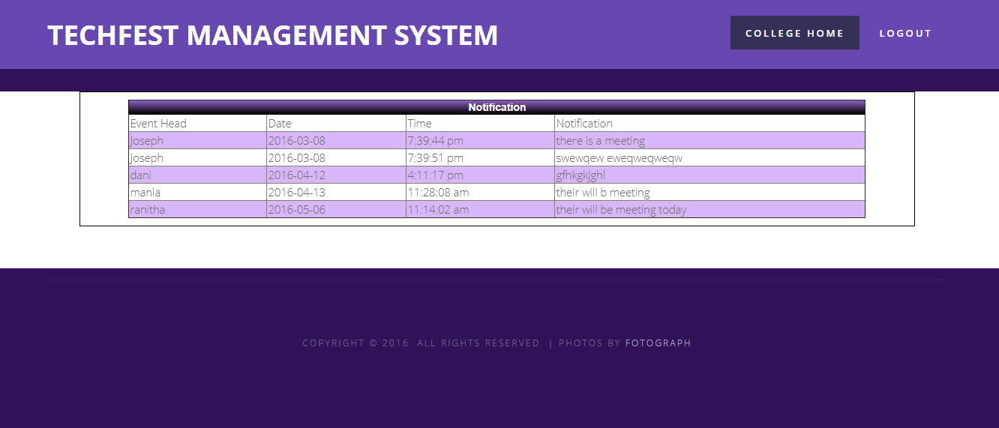 TECHFEST MANAGEMENT SYSTEM
COLLEGE HOME LOGOUT
Notification
Event Head Date Time Notification
Joseph 2016-03-08 7:39:44 pm there is a meeting
Joseph 2016-03-08 7:39:51 pm swewqew eweqweqweqw
dani 2016-04-12 4:11:17 pm gfhkgkjghl
mania 2016-04-13 11:28:08 am their will b meeting
ranitha 2016-05-06 11:14:02 am their will be meeting today
COPYRIGHT © 2016. ALL RIGHTS RESERVED. | PHOTOS BY FOTOGRAPH